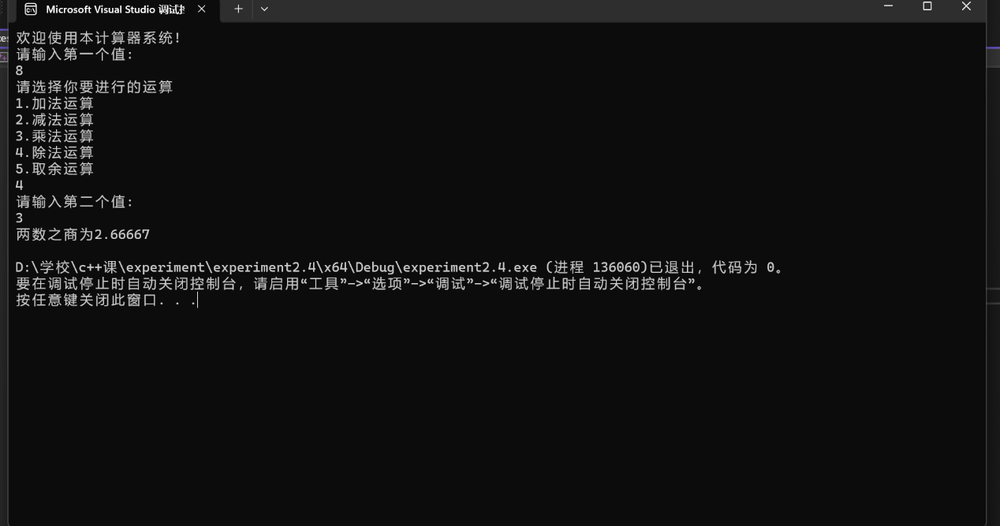 Microsoft Visual Studio 调试
欢迎使用本计算器系统!
请输入第一个值:
8
请选择你要进行的运算
1.加法运算
2.减法运算
3.乘法运算
4.除法运算
5.取余运算
4
请输入第二个值:
3
两数之商为2.66667
D:\学校\c++课\experiment\experiment2.4\x64\Debug\experiment2.4.exe (进程 136060)已退出，代码为 0。
要在调试停止时自动关闭控制台，请启用“工具”->“选项”->“调试”->“调试停止时自动关闭控制台”。
按任意键关闭此窗口. . .